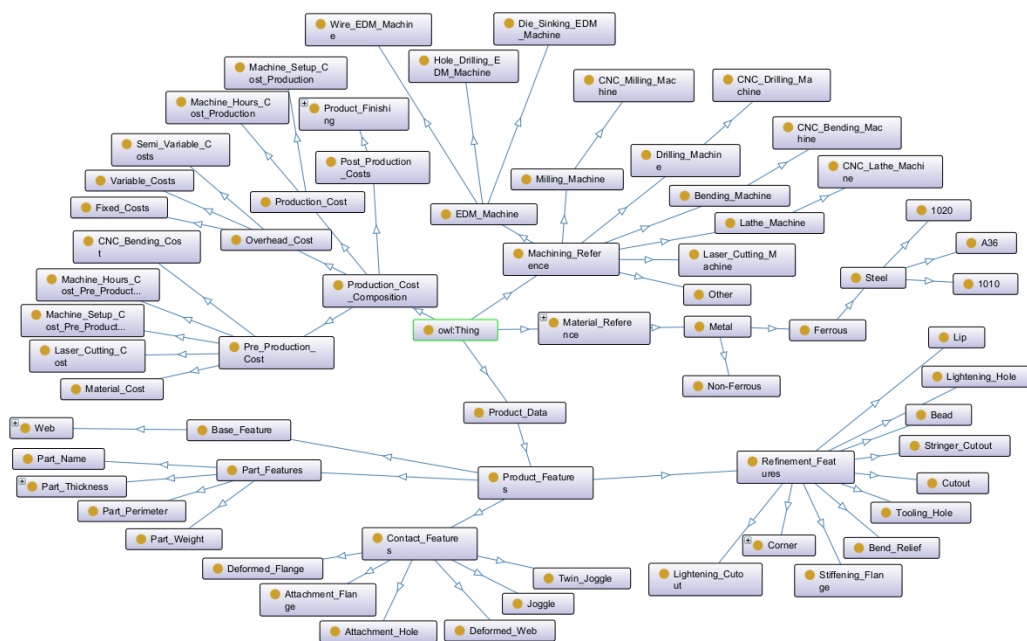 Wire_EDM_Machin
e
Die_Sinking_EDM
_Machine
Hole_Drilling_E
DM_Machine
Machine_Setup_C
ost_Production
CNC_Milling_Mac
hine
CNC_Drilling_Ma
chine
Machine_Hours_C
ost_Production
Product_Finishi
ng
CNC_Bending_Mac
hine
Semi_Variable_C
osts
Post_Production
_Costs
Drilling_Machin
e
CNC_Lathe_Mach
ine
Variable_Costs
Milling_Machine
Bending_Machine
Fixed_Costs
Production_Cost
EDM_Machine
Lathe_Machine
1020
CNC_Bending_Cos
t
Overhead_Cost
Machining_Refer
ence
Laser_Cutting_M
achine
A36
Steel
Machine_Hours_C
ost_Pre_Product...
Production_Cost
_Composition
Other
1010
Machine_Setup_C
ost_Pre_Product...
owl:Thing
Material_Refere
nce
Metal
Ferrous
Laser_Cutting_C
ost
Pre_Production_
Cost
Lip
Material_Cost
Non-Ferrous
Lightening_Hole
Product_Data
Bead
Web
Base_Feature
Stringer_Cutout
Part_Name
Part_Features
Product_Feature
s
Refinement_Feat
ures
Part_Thickness
Cutout
Part_Perimeter
Tooling_Hole
Part_Weight
Contact_Feature
s
Corner
Bend_Relief
Deformed_Flange
Twin_Joggle
Lightening_Cuto
ut
Stiffening_Flan
ge
Attachment_Flan
ge
Joggle
Attachment_Hole
Deformed_Web